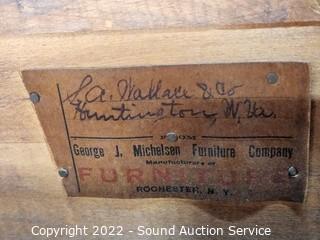 S.A. Wallace & Co
Huntington, W. Va.
FROM
George J. Michelsen Furniture Company
Manufacturers of
FURNITURE
ROCHESTER, N. Y.
Copyright 2022 - Sound Auction Service